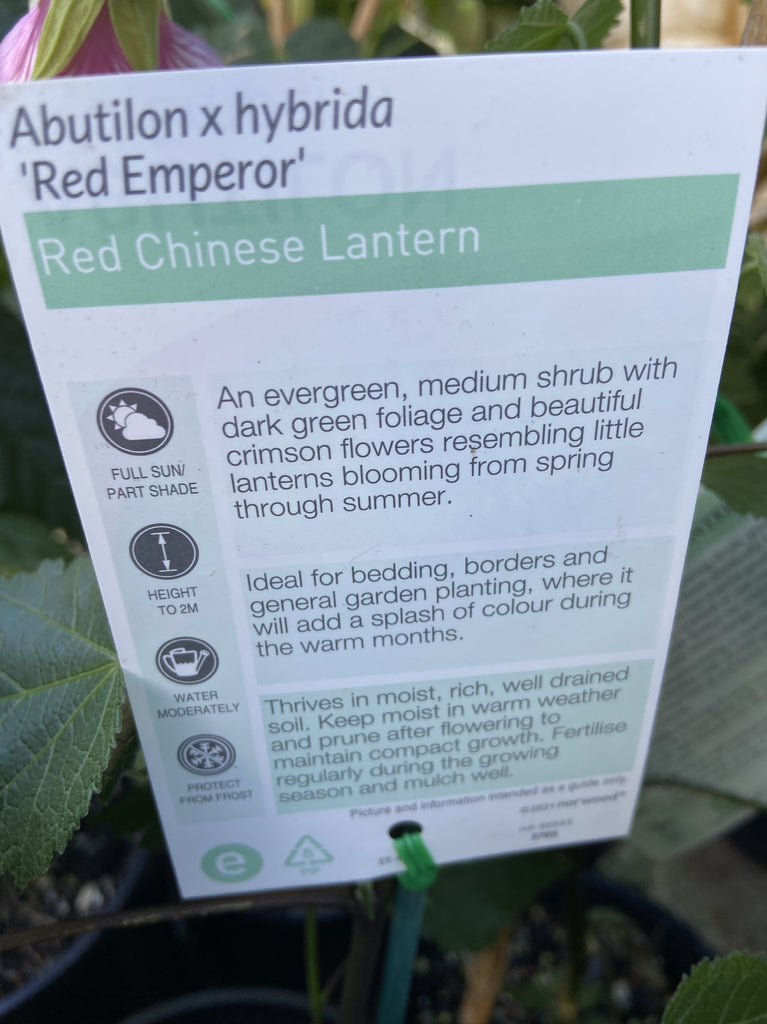 Abutilon x hybrida
'Red Emperor'
Red Chinese Lantern
An evergreen, medium shrub with
dark green foliage and beautiful
crimson flowers resembling little
lanterns blooming from spring
through summer.
FULL SUN/
PART SHADE
HEIGHT
TO 2M
Ideal for bedding, borders and
general garden planting, where it
will add a splash of colour during
the warm months.
WATER
MODERATELY
Thrives in moist, rich, well drained
soil. Keep moist in warm weather
and prune after flowering to
maintain compact growth. Fertilise
regularly during the growing
season and mulch well.
PROTECT
FROM FROST
Picture and information intended as a guide only
©2021 norwood
e
5
PP